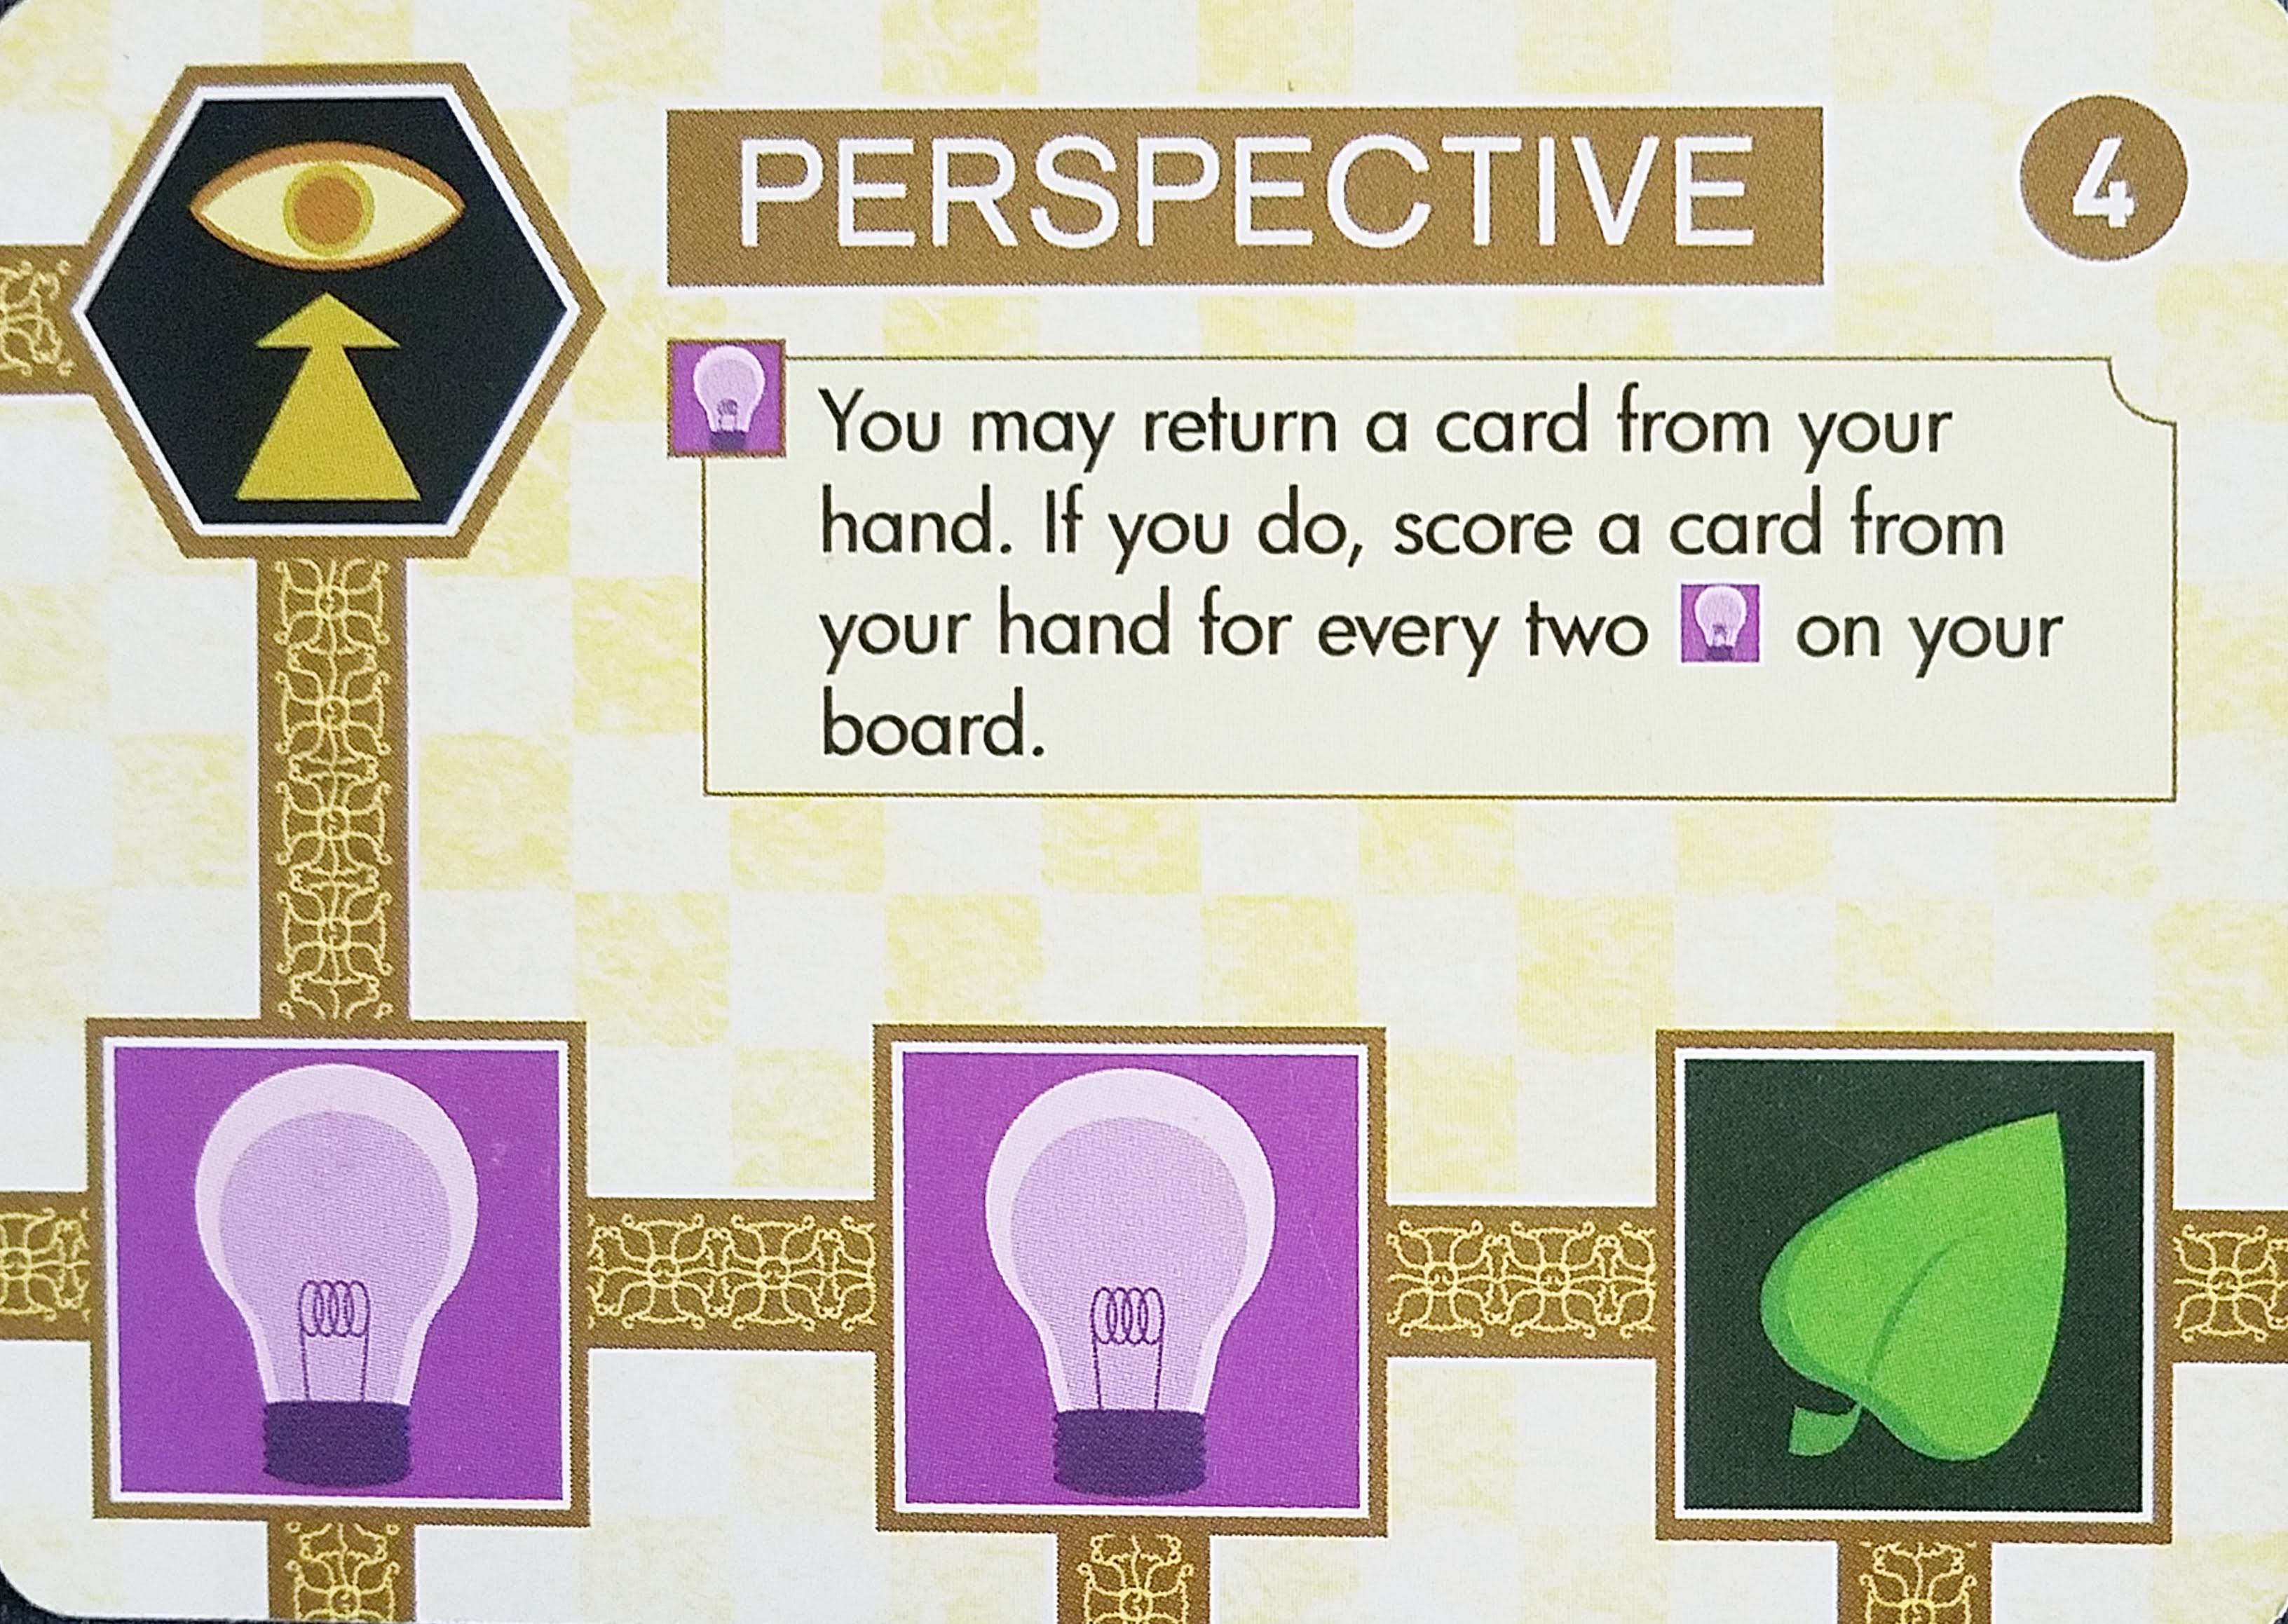 PERSPECTIVE
4
You may return a card from your
hand. If you do, score a card from
your hand for every two on your
board.